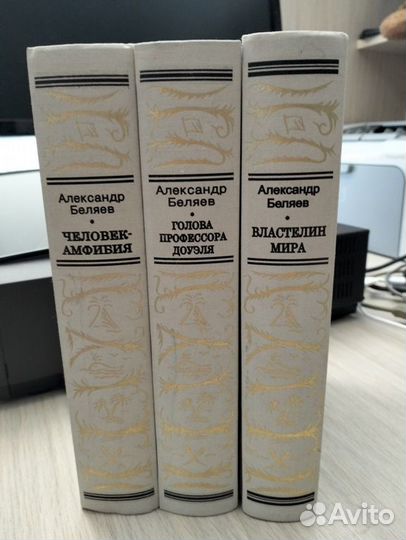 Александр
Беляев
ЧЕЛОВЕК-
АМФИБИЯ
Александр
Беляев
ГОЛОВА
ПРОФЕССОРА
ДОУЭЛЯ
Александр
Беляев
ВЛАСТЕЛИН
МИРА
Avito